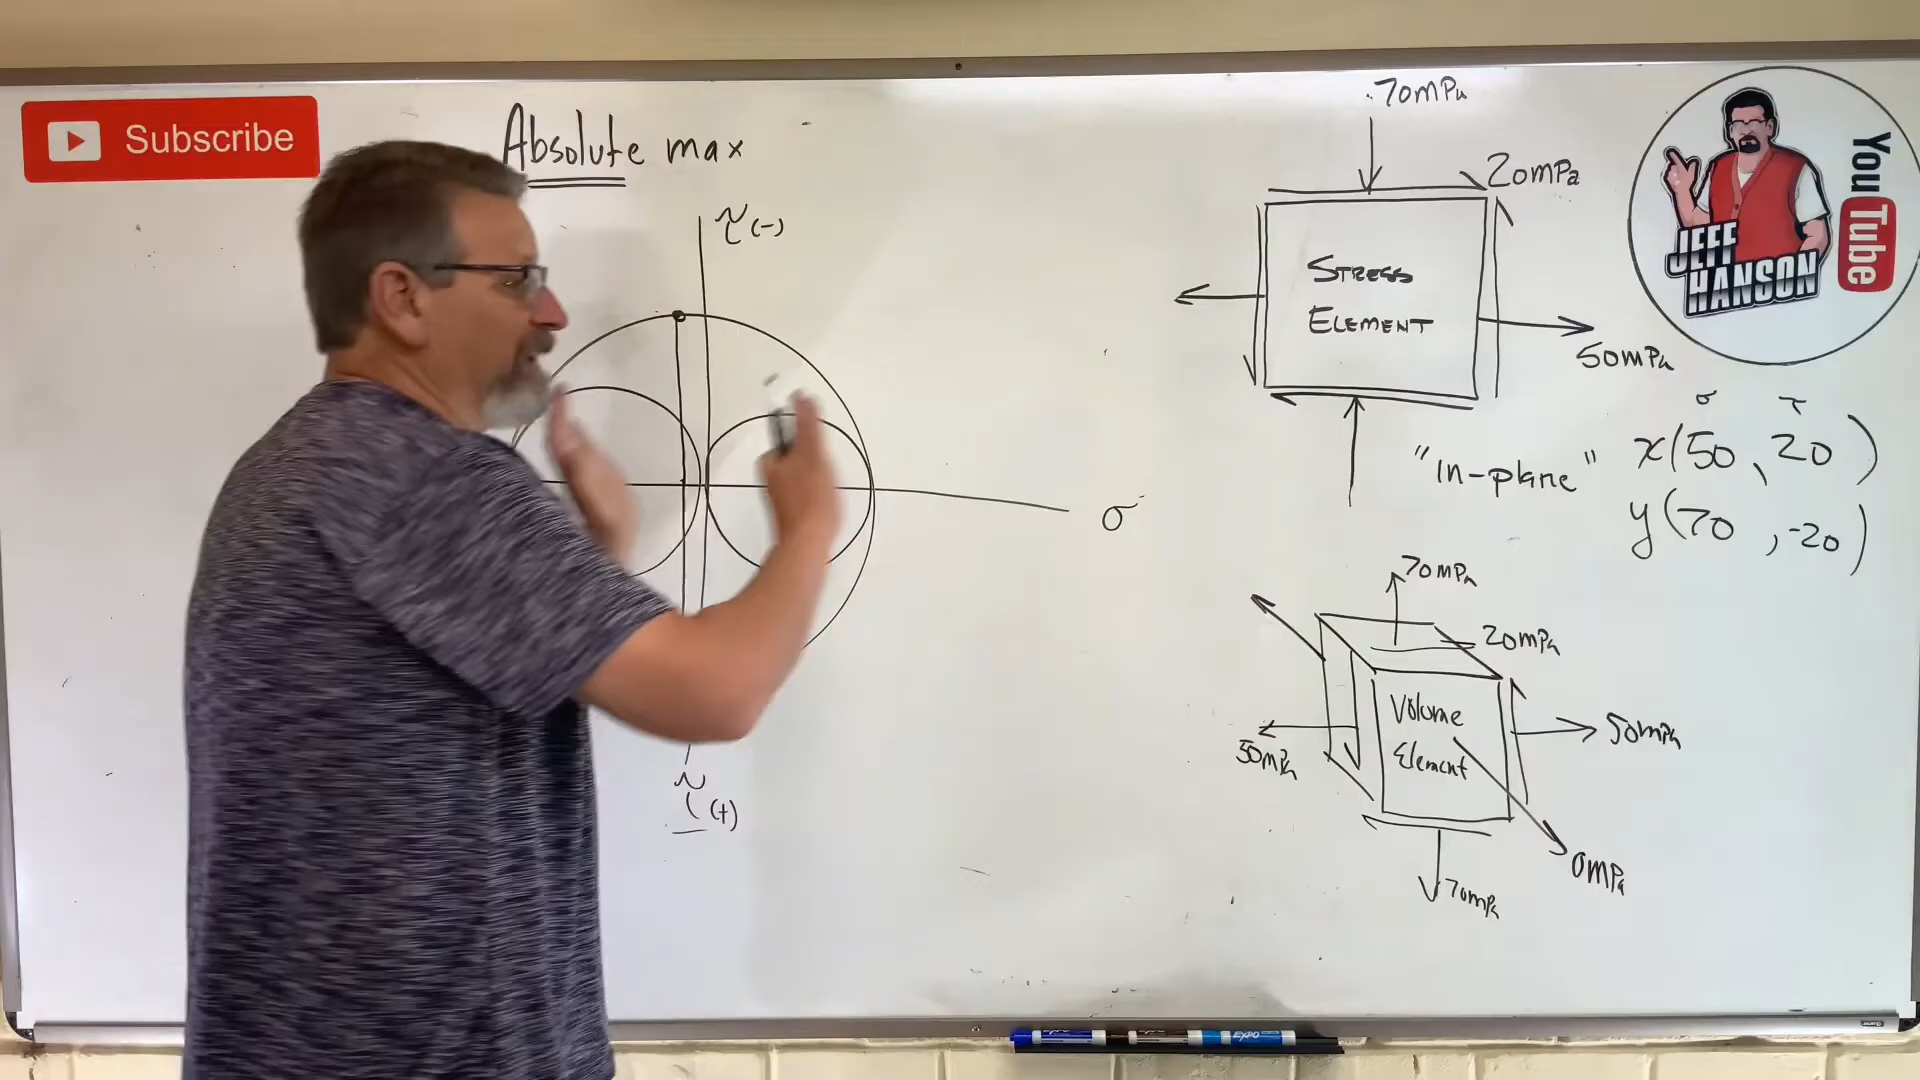 Subscribe
Absolute max
τ(-)
σ
τ(+)
70mPa
20mPa
STRESS
ELEMENT
50mPa
σ τ
"in-plane"
x(50, 20)
y(70, -20)
70mPa
20mPa
Volume
Element
50mPa
50mPa
0mPa
70mPa
JEFF
HANSON
YouTube
EXPO